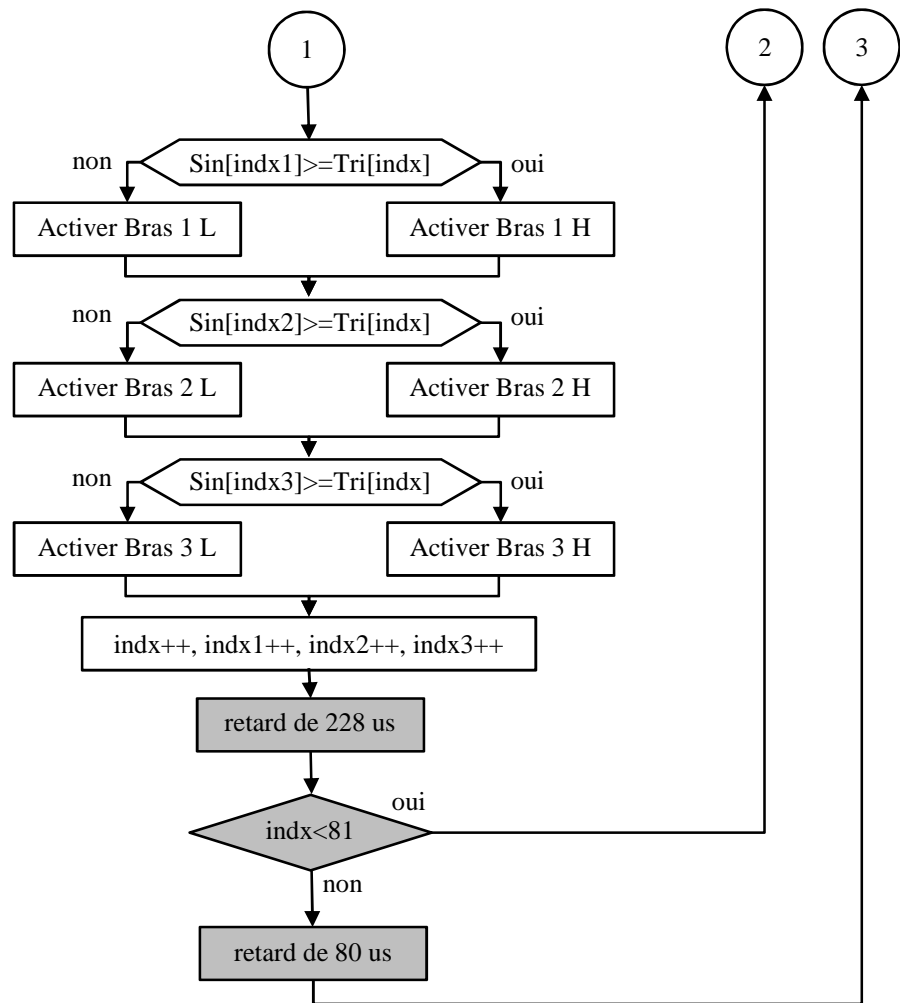 1
2
3
non
Sin[indx1]>=Tri[indx]
oui
Activer Bras 1 L
Activer Bras 1 H
non
Sin[indx2]>=Tri[indx]
oui
Activer Bras 2 L
Activer Bras 2 H
non
Sin[indx3]>=Tri[indx]
oui
Activer Bras 3 L
Activer Bras 3 H
indx++, indx1++, indx2++, indx3++
retard de 228 us
oui
indx<81
non
retard de 80 us